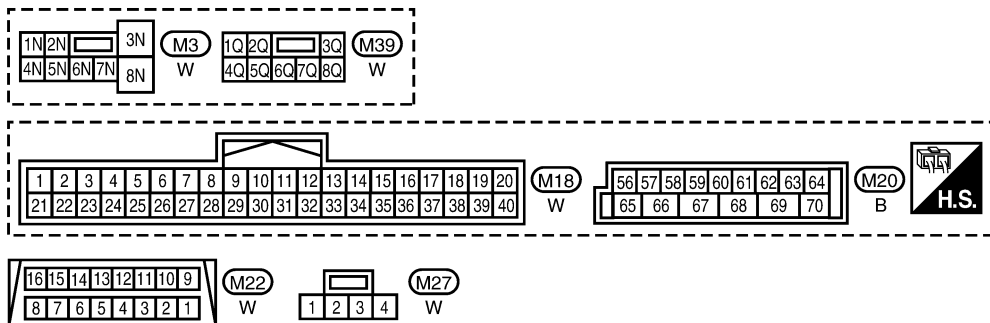 1N 2N 3N M3 1Q 2Q 3Q M39
4N 5N 6N 7N 8N W 4Q 5Q 6Q 7Q 8Q W
1 2 3 4 5 6 7 8 9 10 11 12 13 14 15 16 17 18 19 20 M18 56 57 58 59 60 61 62 63 64 M20
21 22 23 24 25 26 27 28 29 30 31 32 33 34 35 36 37 38 39 40 W 65 66 67 68 69 70 B H.S.
16 15 14 13 12 11 10 9 M22 M27
8 7 6 5 4 3 2 1 W 1 2 3 4 W